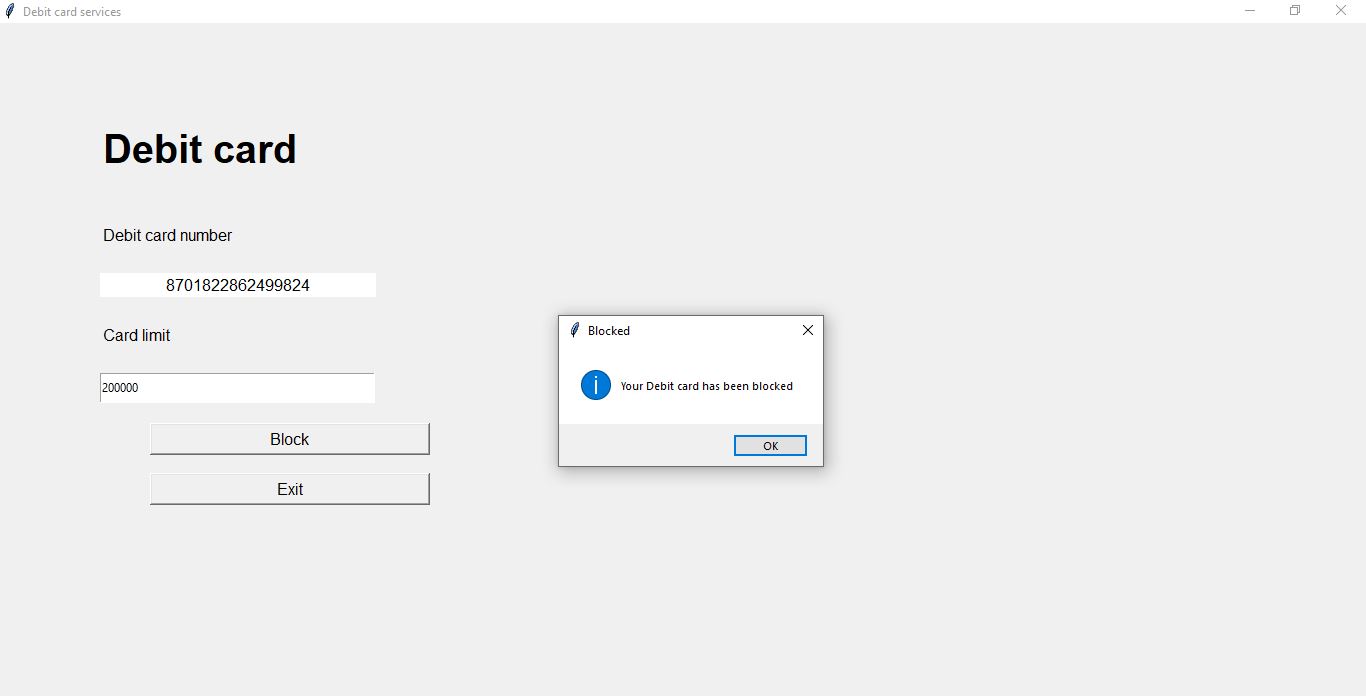 Debit card services
Debit card
Debit card number
8701822862499824
Card limit
200000
Block
Exit
Blocked
Your Debit card has been blocked
OK